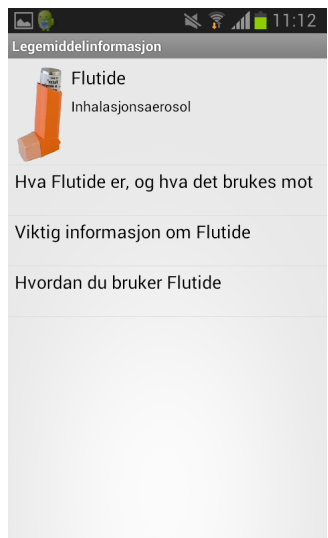 11:12
Legemiddelinformasjon
Flutide
Inhalasjonsaerosol
Hva Flutide er, og hva det brukes mot
Viktig informasjon om Flutide
Hvordan du bruker Flutide